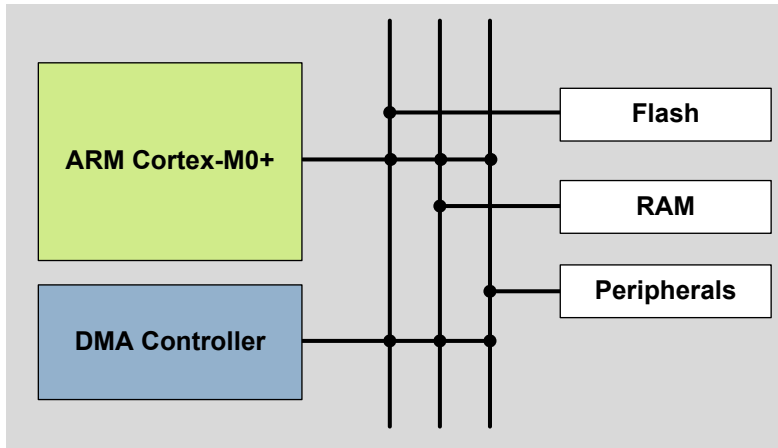 Flash
ARM Cortex-M0+
RAM
Peripherals
DMA Controller